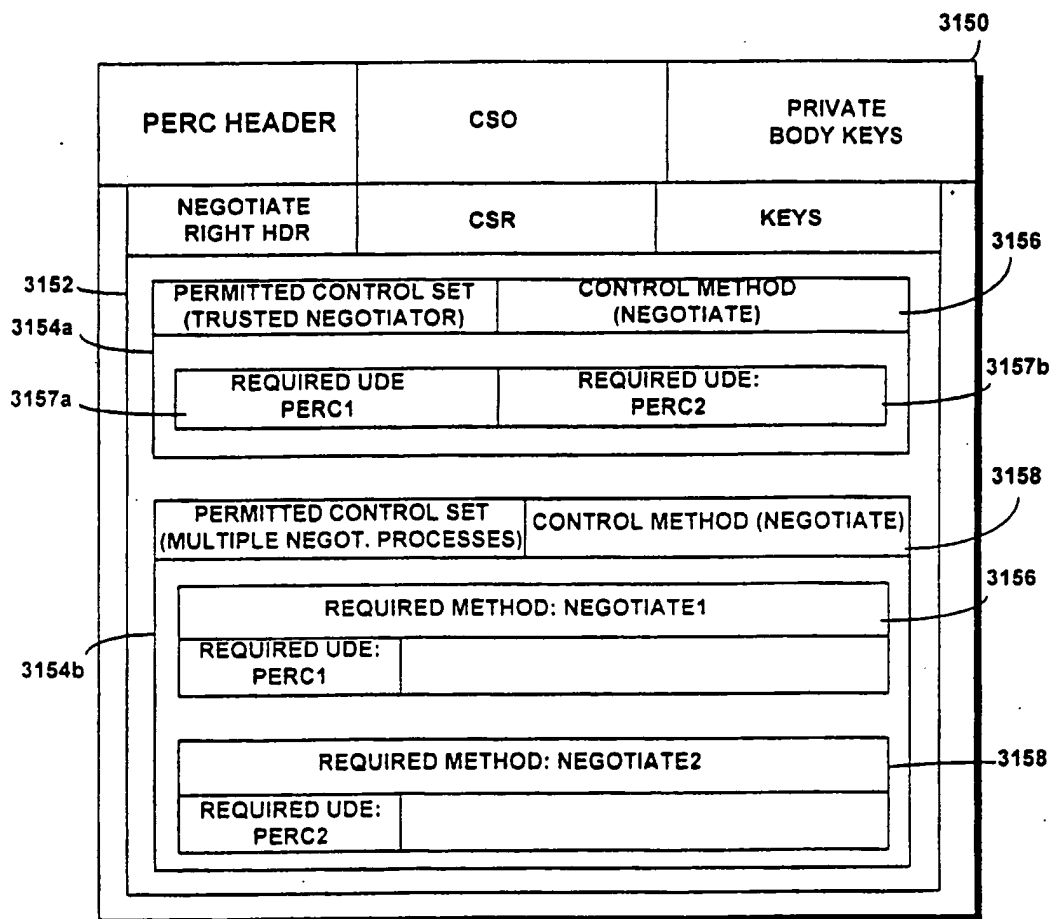 3150
PERC HEADER
CSO
PRIVATE
BODY KEYS
NEGOTIATE
RIGHT HDR
CSR
KEYS
3156
3152
PERMITTED CONTROL SET
(TRUSTED NEGOTIATOR)
CONTROL METHOD
(NEGOTIATE)
3154a
3157a
REQUIRED UDE
PERC1
REQUIRED UDE:
PERC2
3157b
3158
PERMITTED CONTROL SET
(MULTIPLE NEGOT. PROCESSES)
CONTROL METHOD (NEGOTIATE)
3156
REQUIRED METHOD: NEGOTIATE1
3154b
REQUIRED UDE:
PERC1
REQUIRED METHOD: NEGOTIATE2
3158
REQUIRED UDE:
PERC2